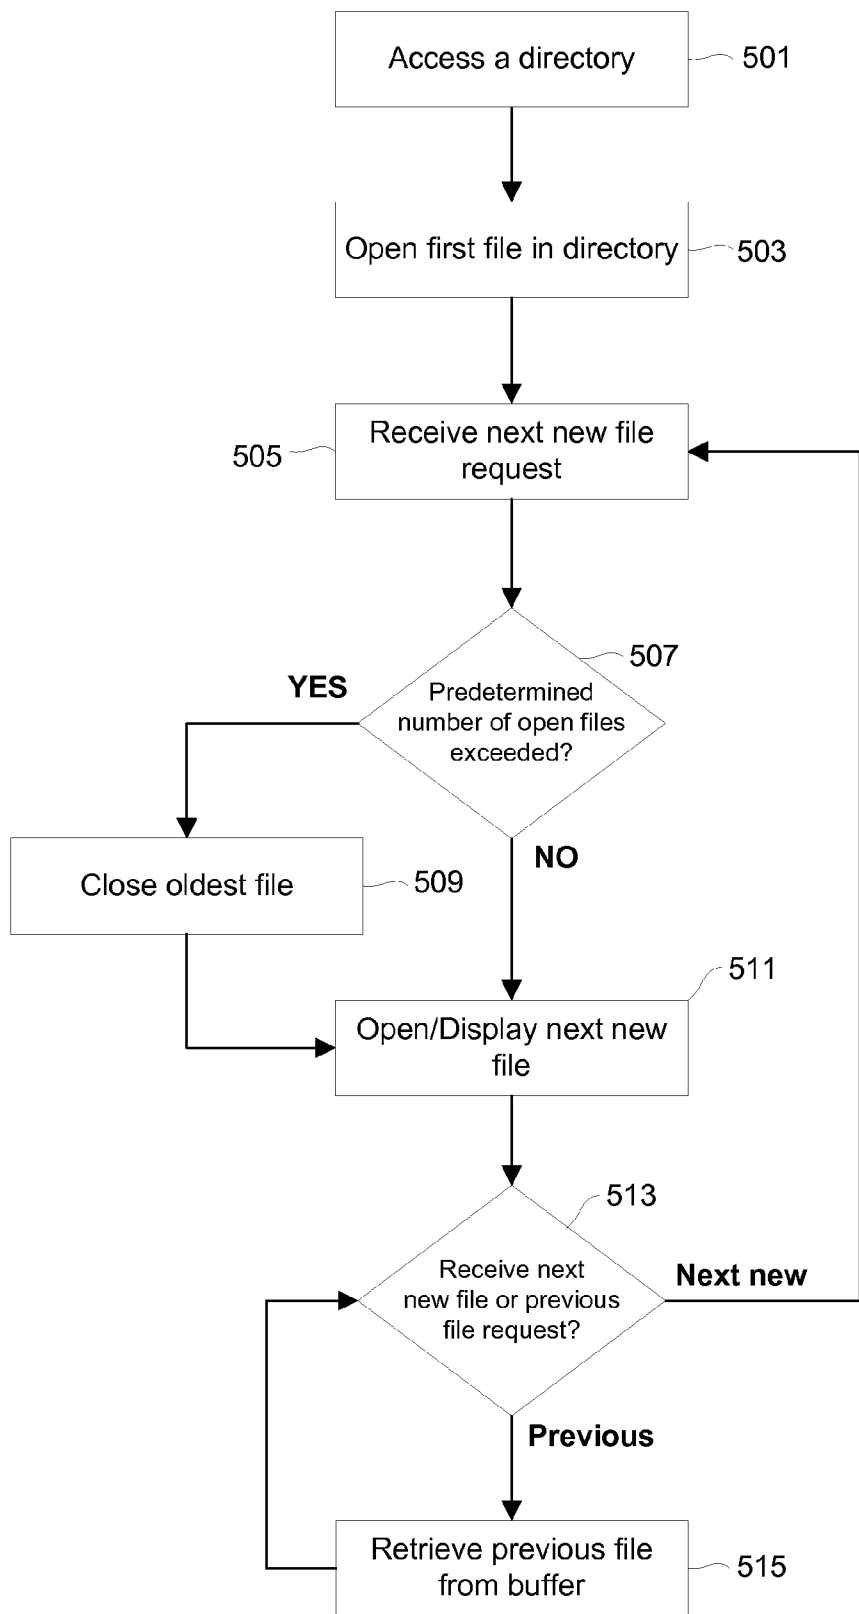 Access a directory
501
Open first file in directory
503
Receive next new file
request
505
507
YES
Predetermined
number of open files
exceeded?
NO
Close oldest file
509
511
Open/Display next new
file
513
Receive next
new file or previous
file request?
Next new
Previous
Retrieve previous file
from buffer
515